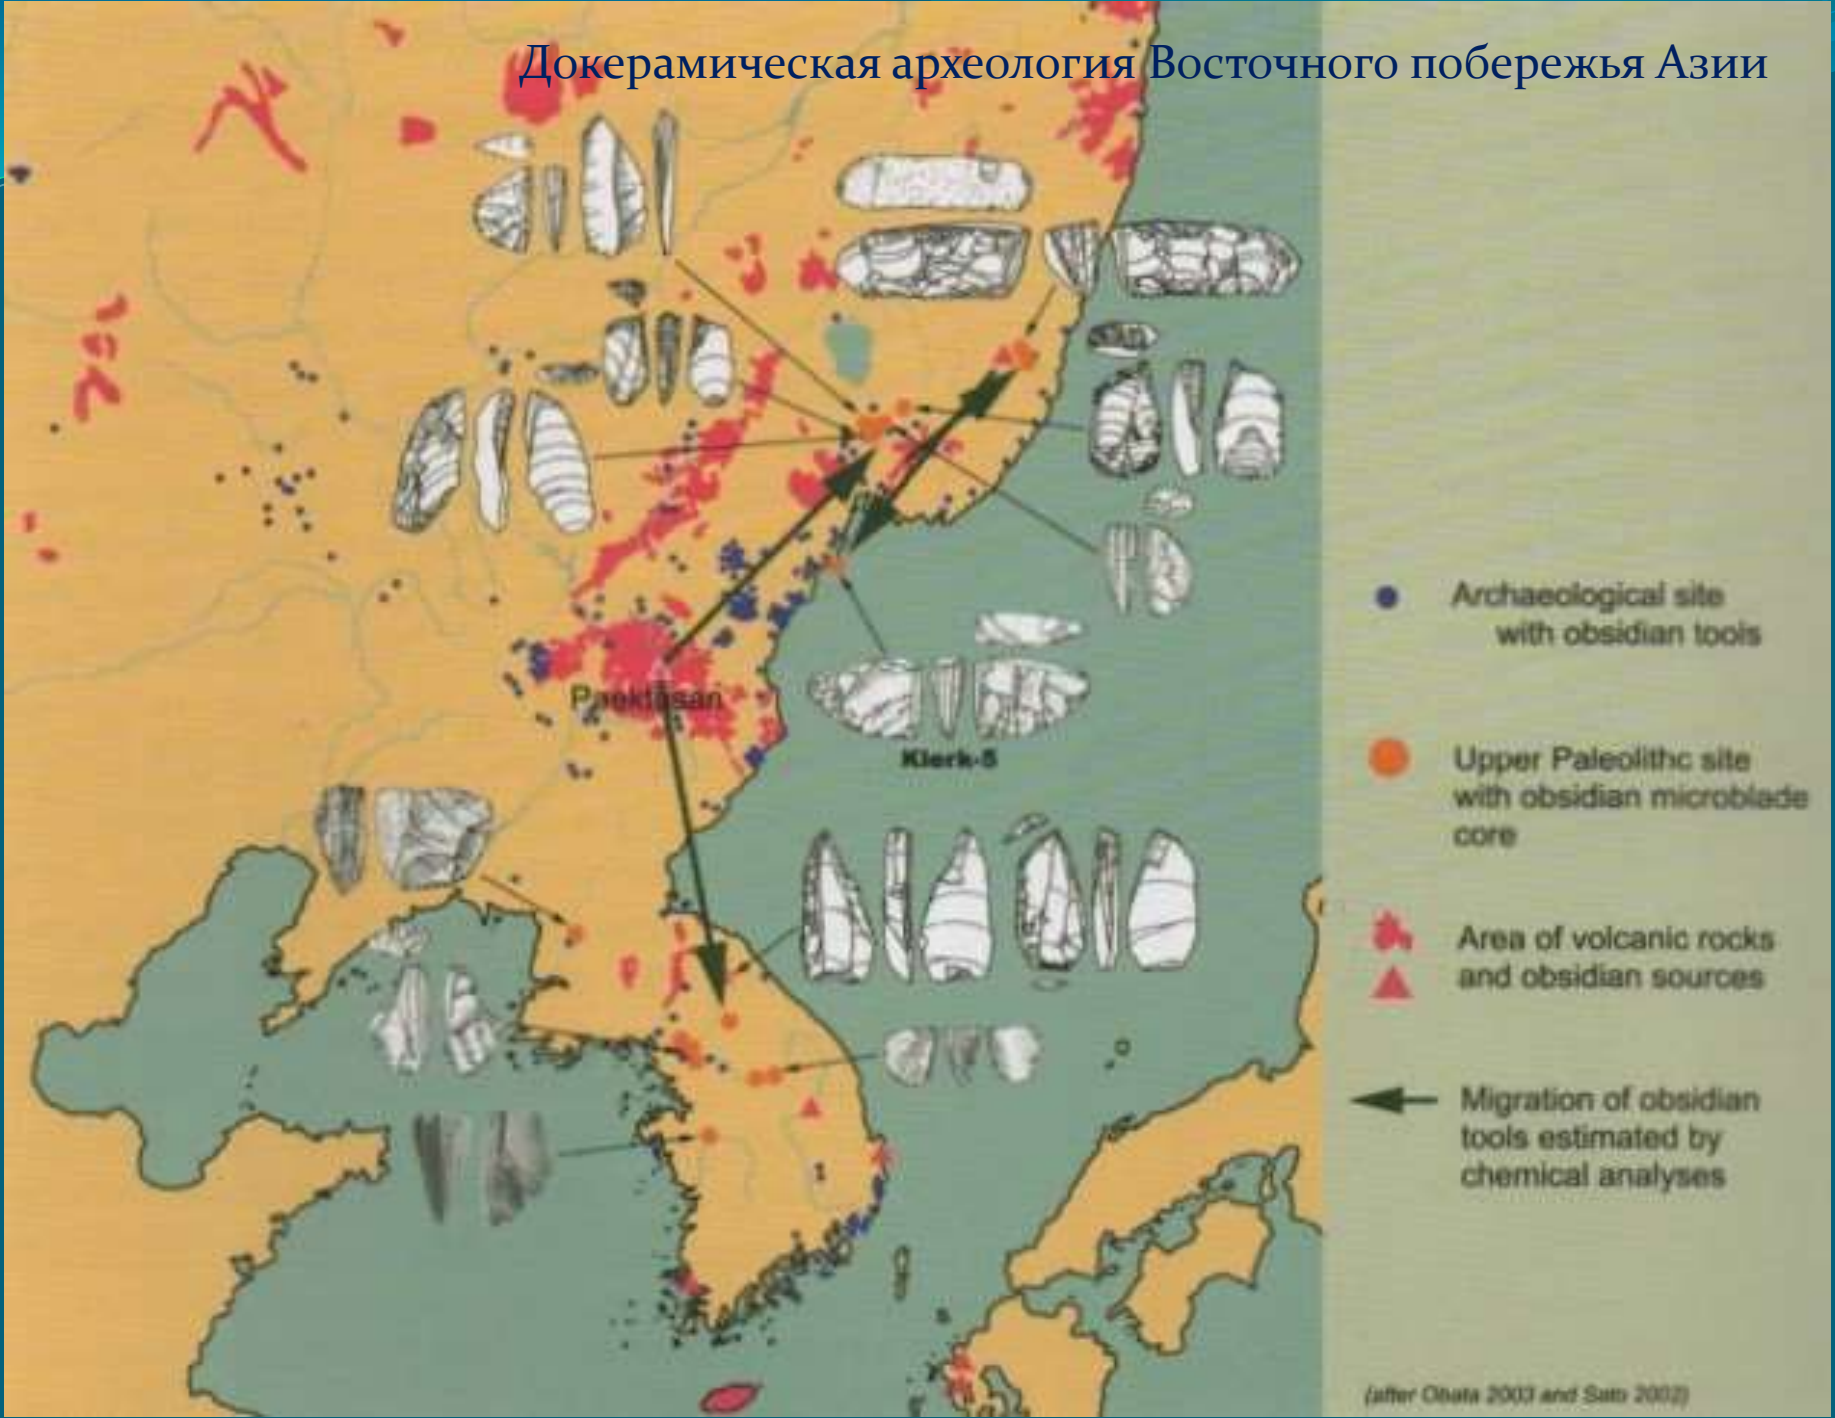 Докерамическая археология Восточного побережья Азии
Paektusan
Klerk-5
Archaeological site
with obsidian tools
Upper Paleolithc site
with obsidian microblade
core
Area of volcanic rocks
and obsidian sources
Migration of obsidian
tools estimated by
chemical analyses
(after Obata 2003 and Sato 2002)